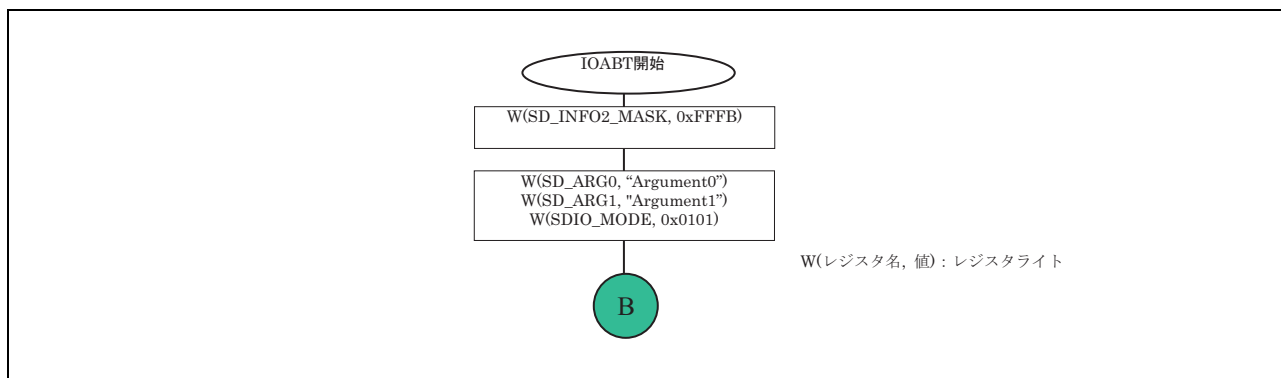 IOABT開始
W(SD_INFO2_MASK, 0xFFFB)
W(SD_ARG0, “Argument0”)
W(SD_ARG1, "Argument1”)
W(SDIO_MODE, 0x0101)
W(レジスタ名, 値) : レジスタライト
B